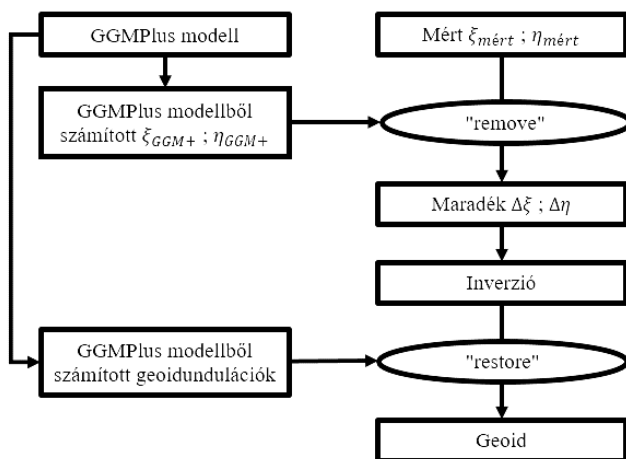 GGMPlus modell
Mért ξ_mért ; η_mért
GGMPlus modellből
számított ξ_GGM+ ; η_GGM+
"remove"
Maradék Δξ ; Δη
Inverzió
GGMPlus modellből
számított geoidundulációk
"restore"
Geoid